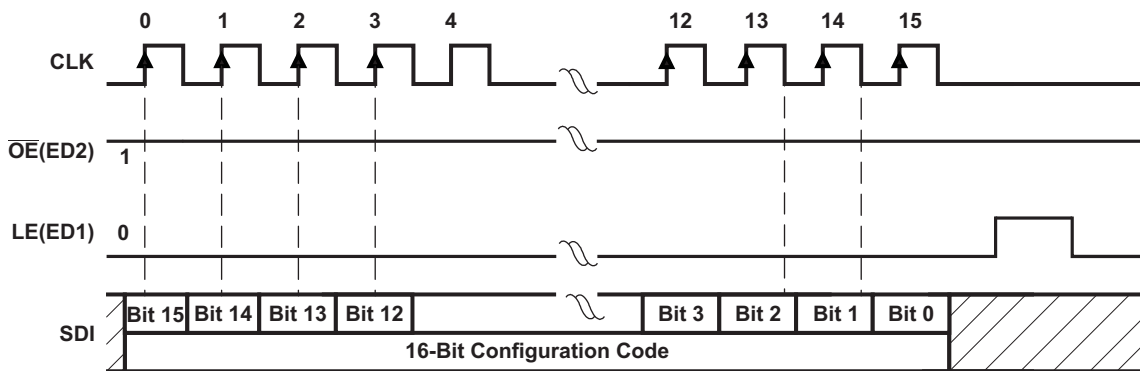 0 1 2 3 4 12 13 14 15
CLK
O̅E̅(ED2) 1
LE(ED1) 0
SDI
Bit 15 Bit 14 Bit 13 Bit 12 Bit 3 Bit 2 Bit 1 Bit 0
16-Bit Configuration Code